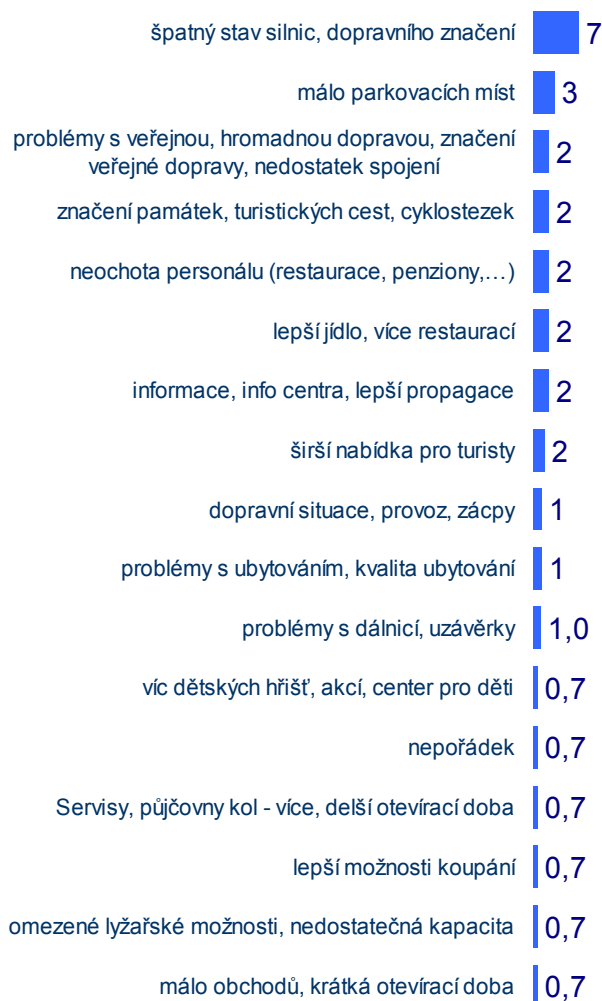 špatný stav silnic, dopravního značení 7
málo parkovacích míst 3
problémy s veřejnou, hromadnou dopravou, značení
veřejné dopravy, nedostatek spojení 2
značení památek, turistických cest, cyklostezek 2
neochota personálu (restaurace, penziony,…) 2
lepší jídlo, více restaurací 2
informace, info centra, lepší propagace 2
širší nabídka pro turisty 2
dopravní situace, provoz, zácpy 1
problémy s ubytováním, kvalita ubytování 1
problémy s dálnicí, uzávěrky 1,0
víc dětských hřišť, akcí, center pro děti 0,7
nepořádek 0,7
Servisy, půjčovny kol - více, delší otevírací doba 0,7
lepší možnosti koupání 0,7
omezené lyžařské možnosti, nedostatečná kapacita 0,7
málo obchodů, krátká otevírací doba 0,7